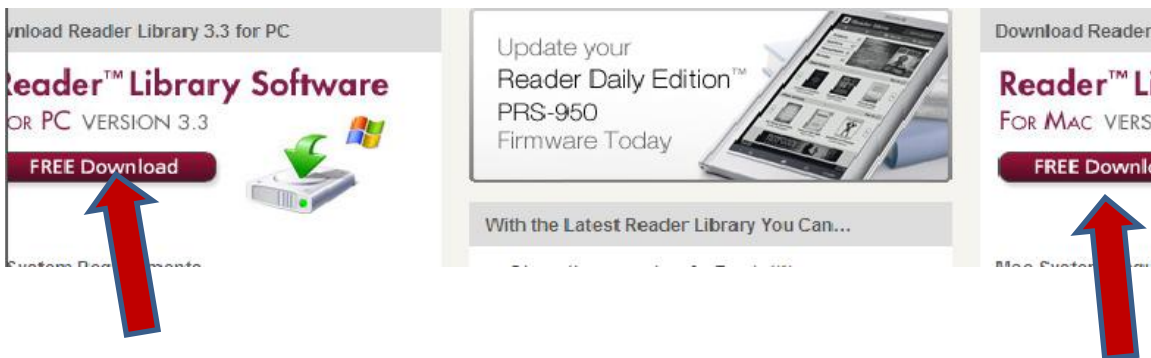 wnload Reader Library 3.3 for PC
Reader™ Library Software
OR PC VERSION 3.3
FREE Download
Update your
Reader Daily Edition™
PRS-950
Firmware Today
With the Latest Reader Library You Can...
Download Reader
Reader™ Li
FOR MAC VERS
FREE Downlo